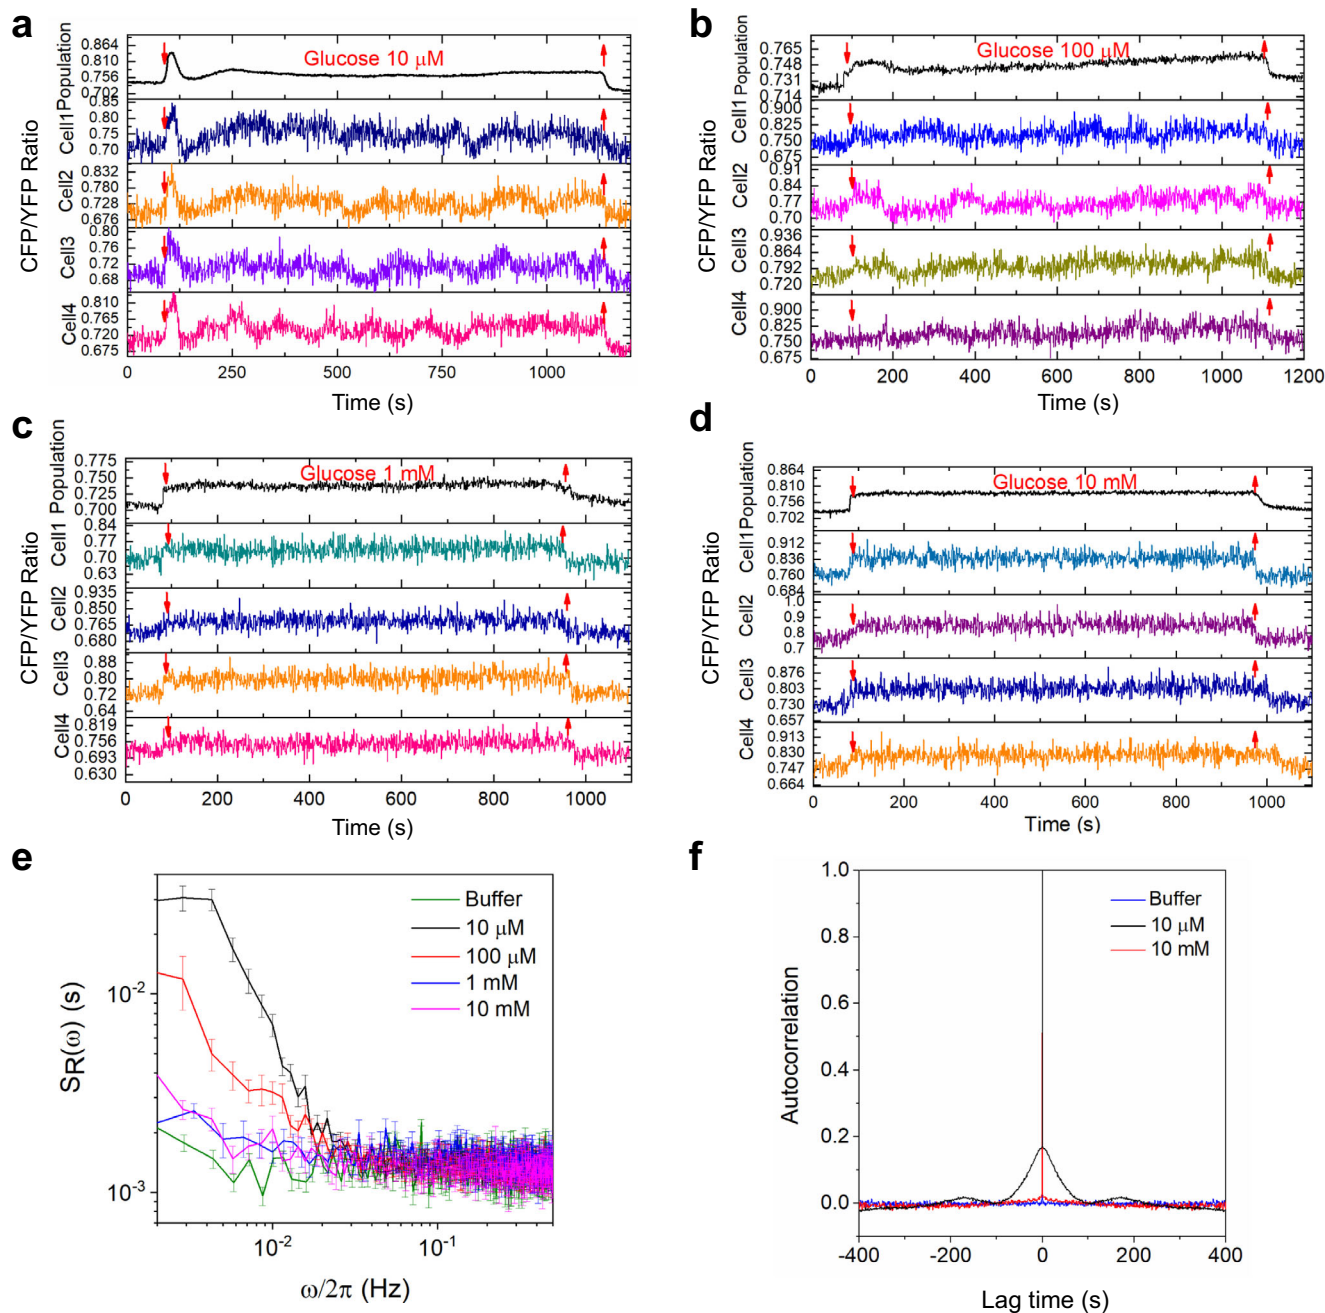 a
CFP/YFP Ratio
Population
0.864
0.810
0.756
0.702
Glucose 10 μM
Cell1
0.85
0.80
0.75
0.70
Cell2
0.832
0.780
0.728
0.676
Cell3
0.80
0.76
0.72
0.68
Cell4
0.810
0.765
0.720
0.675
0 250 500 750 1000
Time (s)
b
CFP/YFP Ratio
Population
0.765
0.748
0.731
0.714
Glucose 100 μM
Cell1
0.900
0.825
0.750
0.675
Cell2
0.91
0.84
0.77
0.70
Cell3
0.936
0.864
0.792
0.720
Cell4
0.900
0.825
0.750
0.675
0 200 400 600 800 1000 1200
Time (s)
c
CFP/YFP Ratio
Population
0.775
0.750
0.725
0.700
Glucose 1 mM
Cell1
0.84
0.77
0.70
0.63
Cell2
0.935
0.850
0.765
0.680
Cell3
0.88
0.80
0.72
0.64
Cell4
0.819
0.756
0.693
0.630
0 200 400 600 800 1000
Time (s)
d
CFP/YFP Ratio
Population
0.864
0.810
0.756
0.702
Glucose 10 mM
Cell1
0.912
0.836
0.760
0.684
Cell2
1.0
0.9
0.8
0.7
Cell3
0.876
0.803
0.730
0.657
Cell4
0.913
0.830
0.747
0.664
0 200 400 600 800 1000
Time (s)
e
SR(ω) (s)
10⁻²
10⁻³
Buffer
10 μM
100 μM
1 mM
10 mM
10⁻² 10⁻¹
ω/2π (Hz)
f
Autocorrelation
1.0
0.8
0.6
0.4
0.2
0.0
Buffer
10 μM
10 mM
-400 -200 0 200 400
Lag time (s)